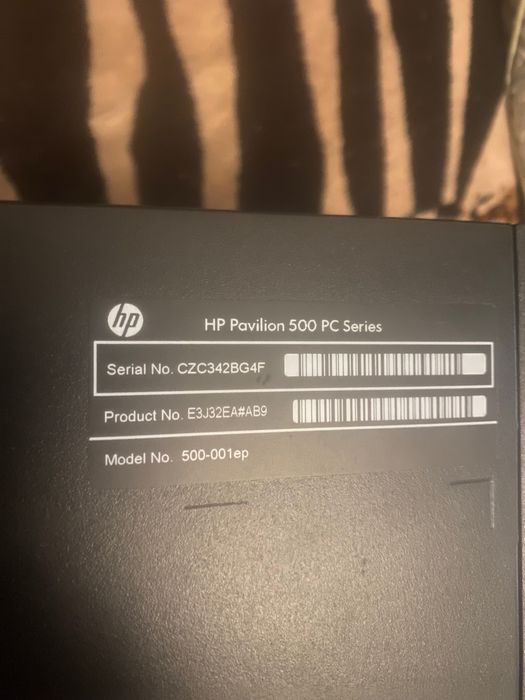 hp
HP Pavilion 500 PC Series
Serial No. CZC342BG4F
Product No. E3J32EA#AB9
Model No. 500-001ep